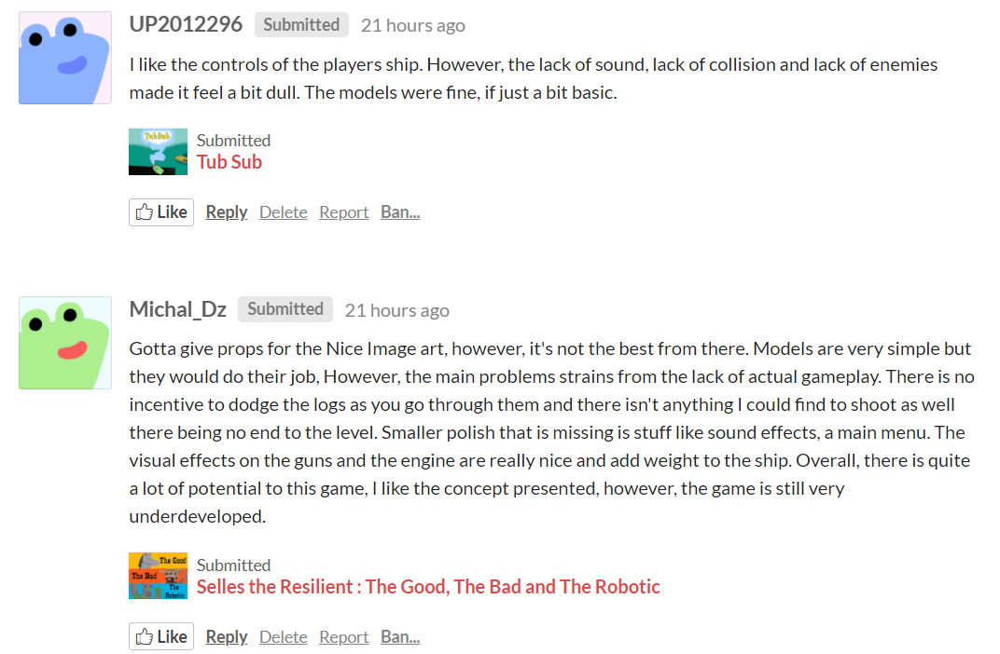 UP2012296 Submitted 21 hours ago
I like the controls of the players ship. However, the lack of sound, lack of collision and lack of enemies
made it feel a bit dull. The models were fine, if just a bit basic.
Tub Sub
Submitted
Tub Sub
Like Reply Delete Report Ban...
Michal_Dz Submitted 21 hours ago
Gotta give props for the Nice Image art, however, it's not the best from there. Models are very simple but
they would do their job, However, the main problems strains from the lack of actual gameplay. There is no
incentive to dodge the logs as you go through them and there isn't anything I could find to shoot as well
there being no end to the level. Smaller polish that is missing is stuff like sound effects, a main menu. The
visual effects on the guns and the engine are really nice and add weight to the ship. Overall, there is quite
a lot of potential to this game, I like the concept presented, however, the game is still very
underdeveloped.
The Good
The Bad
The
Robotic
Submitted
Selles the Resilient : The Good, The Bad and The Robotic
Like Reply Delete Report Ban...